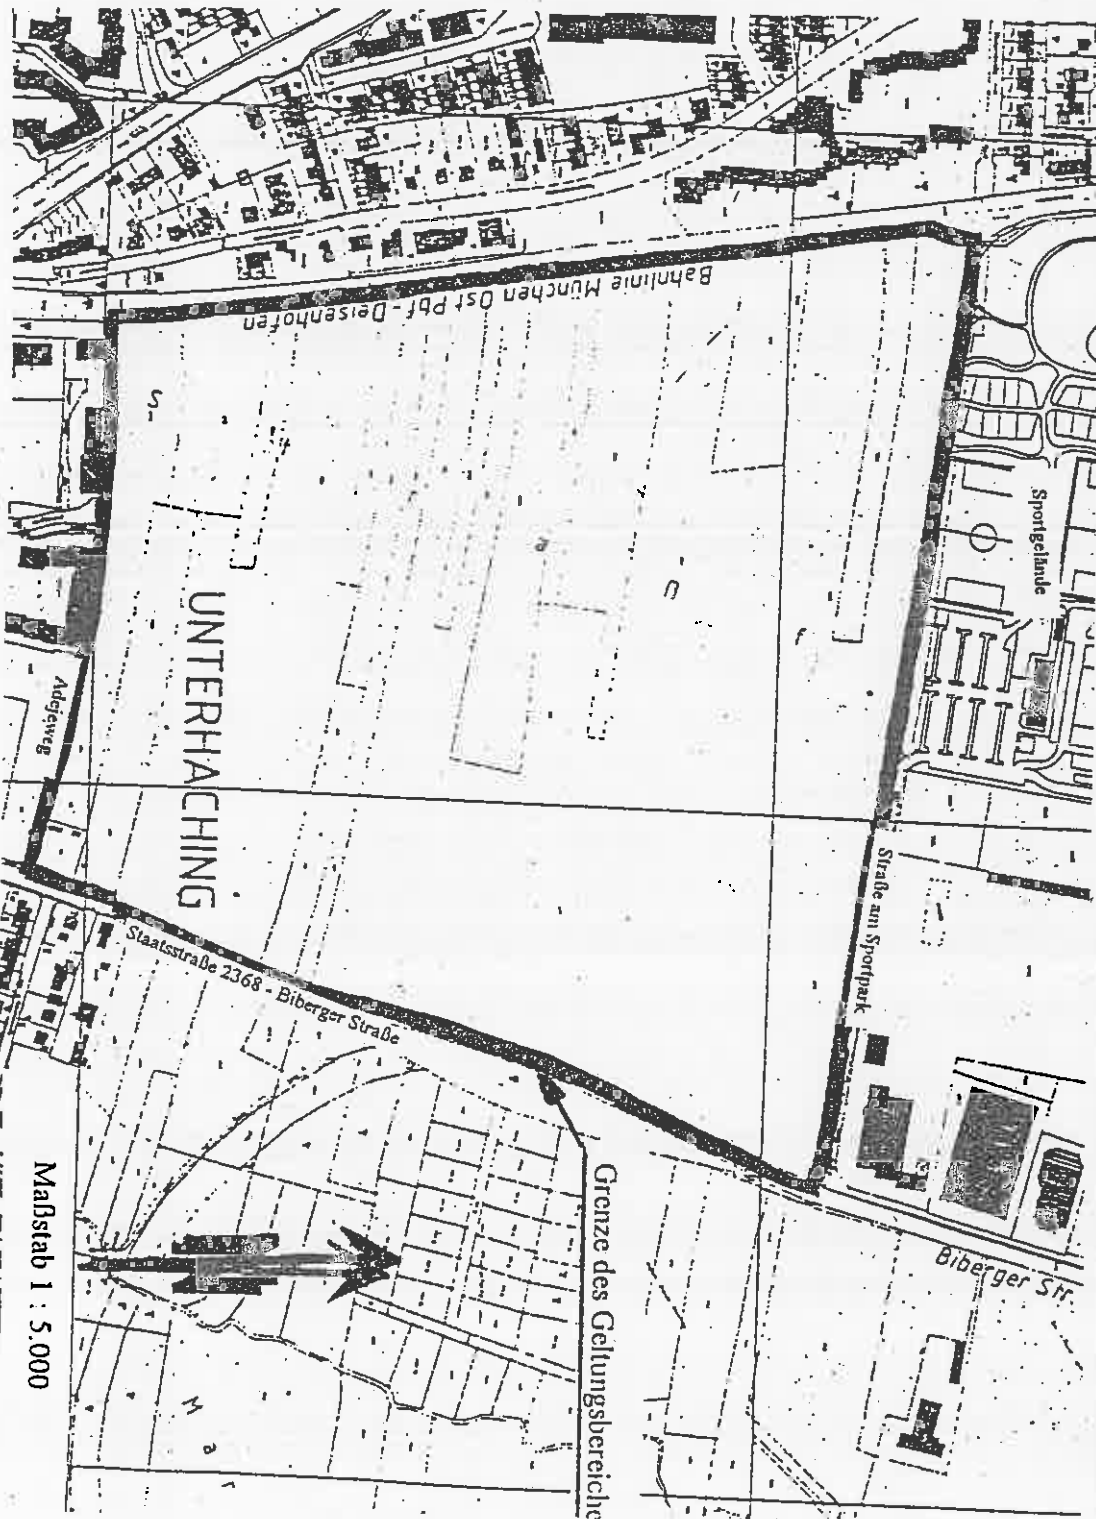 Bahnlinie München Ost Pbf - Deisenhofen
Sportgelände
UNTERHACHING
Adejeweg
Straße am Sportpark
Staatsstraße 2368 - Biberger Straße
Biberger Str.
Grenze des Geltungsbereiche
Maßstab 1 : 5.000